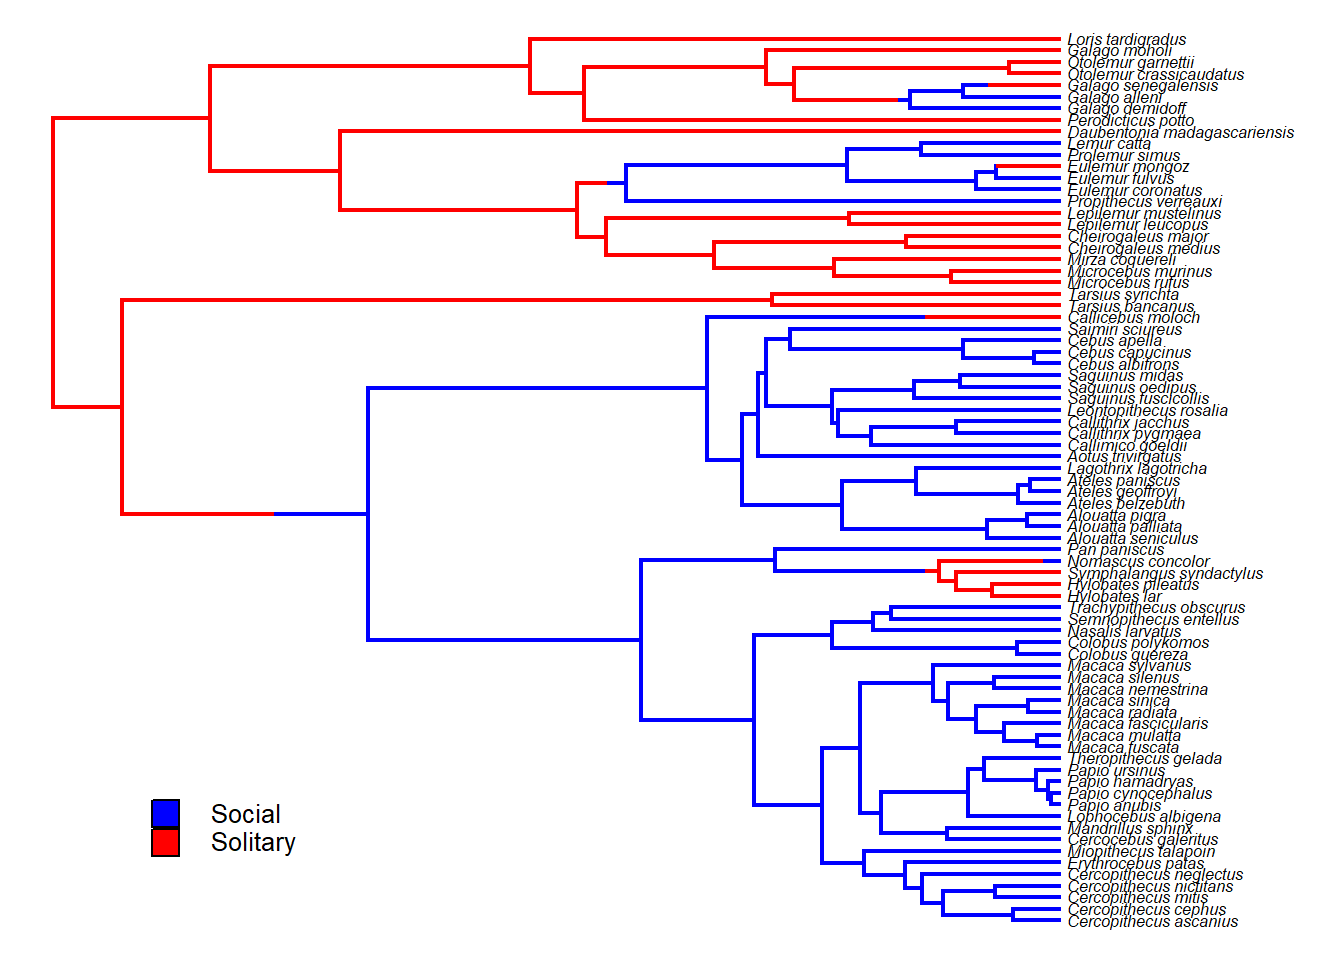 Loris tardigradus
Galago moholi
Otolemur garnettii
Otolemur crassicaudatus
Galago senegalensis
Galago alleni
Galago demidoff
Perodicticus potto
Daubentonia madagascariensis
Lemur catta
Prolemur simus
Eulemur mongoz
Eulemur fulvus
Eulemur coronatus
Propithecus verreauxi
Lepilemur mustelinus
Lepilemur leucopus
Cheirogaleus major
Cheirogaleus medius
Mirza coquereli
Microcebus murinus
Microcebus rufus
Tarsius syrichta
Tarsius bancanus
Callicebus moloch
Saimiri sciureus
Cebus apella
Cebus capucinus
Cebus albifrons
Saguinus midas
Saguinus oedipus
Saguinus fuscicollis
Leontopithecus rosalia
Callithrix jacchus
Callithrix pygmaea
Callimico goeldii
Aotus trivirgatus
Lagothrix lagotricha
Ateles paniscus
Ateles geoffroyi
Ateles belzebuth
Alouatta pigra
Alouatta palliata
Alouatta seniculus
Pan paniscus
Nomascus concolor
Symphalangus syndactylus
Hylobates pileatus
Hylobates lar
Trachypithecus obscurus
Semnopithecus entellus
Nasalis larvatus
Colobus polykomos
Colobus guereza
Macaca sylvanus
Macaca silenus
Macaca nemestrina
Macaca sinica
Macaca radiata
Macaca fascicularis
Macaca mulatta
Macaca fuscata
Theropithecus gelada
Papio ursinus
Papio hamadryas
Papio cynocephalus
Papio anubis
Lophocebus albigena
Mandrillus sphinx
Cercocebus galeritus
Miopithecus talapoin
Erythrocebus patas
Cercopithecus neglectus
Cercopithecus nictitans
Cercopithecus mitis
Cercopithecus cephus
Cercopithecus ascanius
Social
Solitary